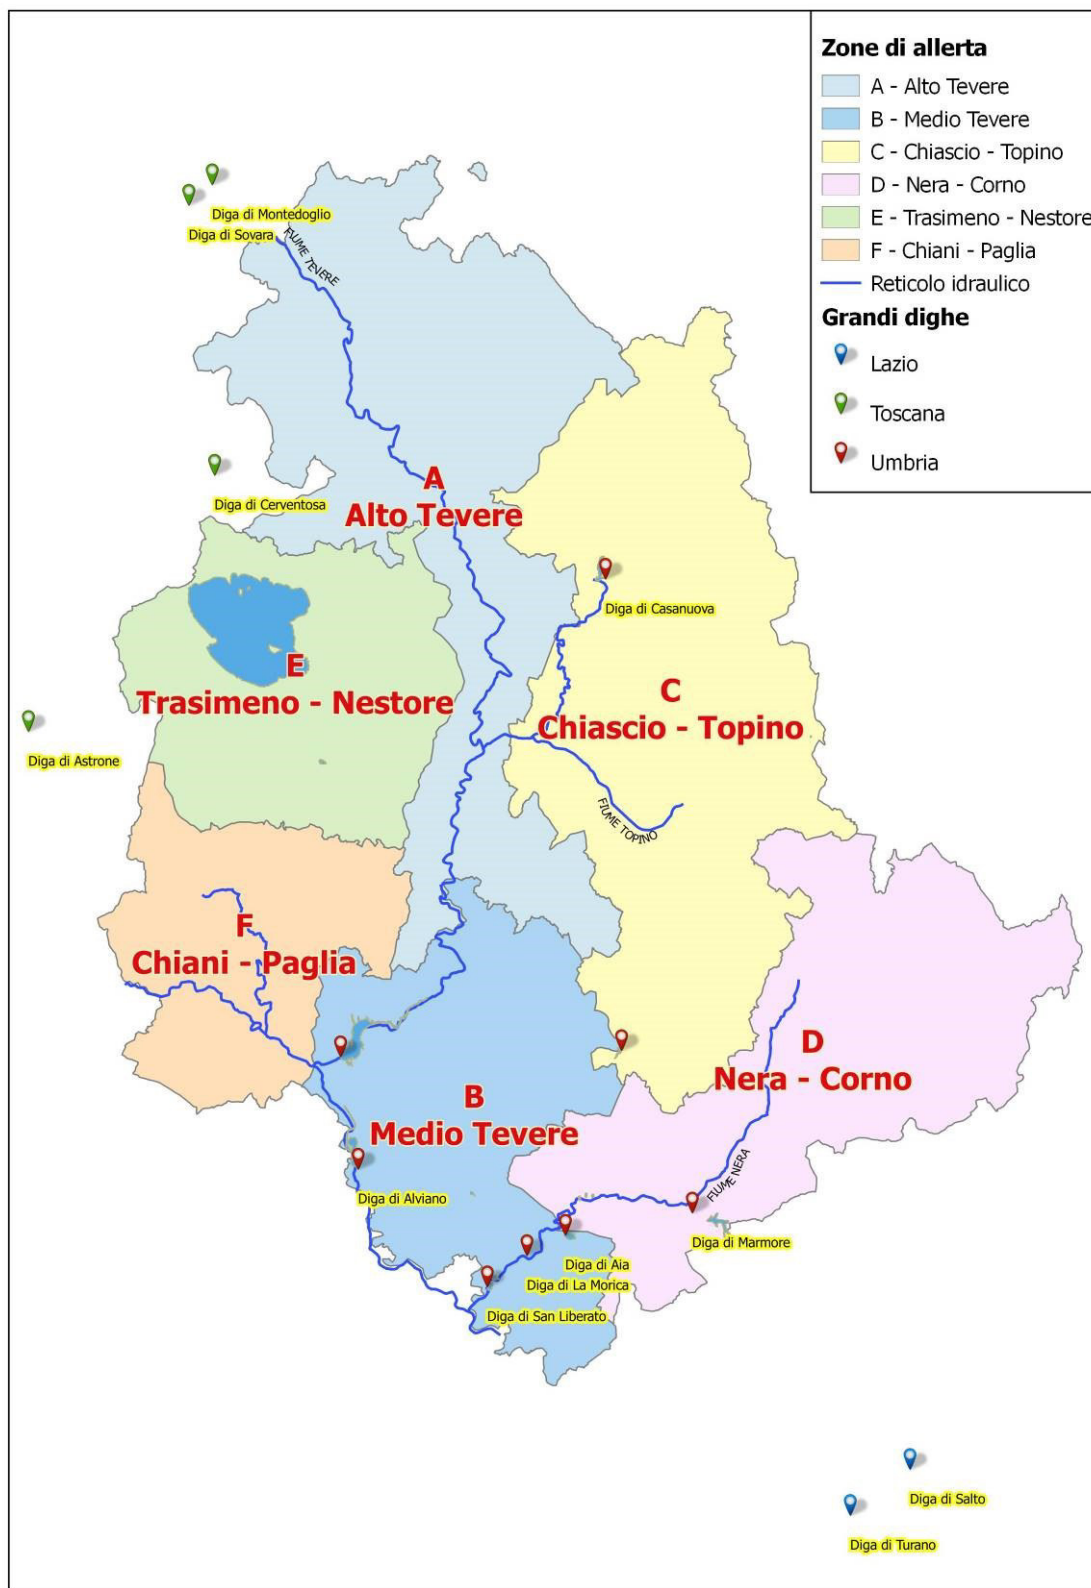 Zone di allerta
A - Alto Tevere
B - Medio Tevere
C - Chiascio - Topino
D - Nera - Corno
E - Trasimeno - Nestore
F - Chiani - Paglia
Reticolo idraulico
Grandi dighe
Lazio
Toscana
Umbria
Diga di Montedoglio
Diga di Sovara
FIUME TEVERE
A
Alto Tevere
Diga di Cerventosa
Diga di Casanuova
E
Trasimeno - Nestore
C
Chiascio - Topino
Diga di Astrone
FIUME TOPINO
F
Chiani - Paglia
D
Nera - Corno
B
Medio Tevere
FIUME NERA
Diga di Alviano
Diga di Marmore
Diga di Aia
Diga di La Morica
Diga di San Liberato
Diga di Salto
Diga di Turano